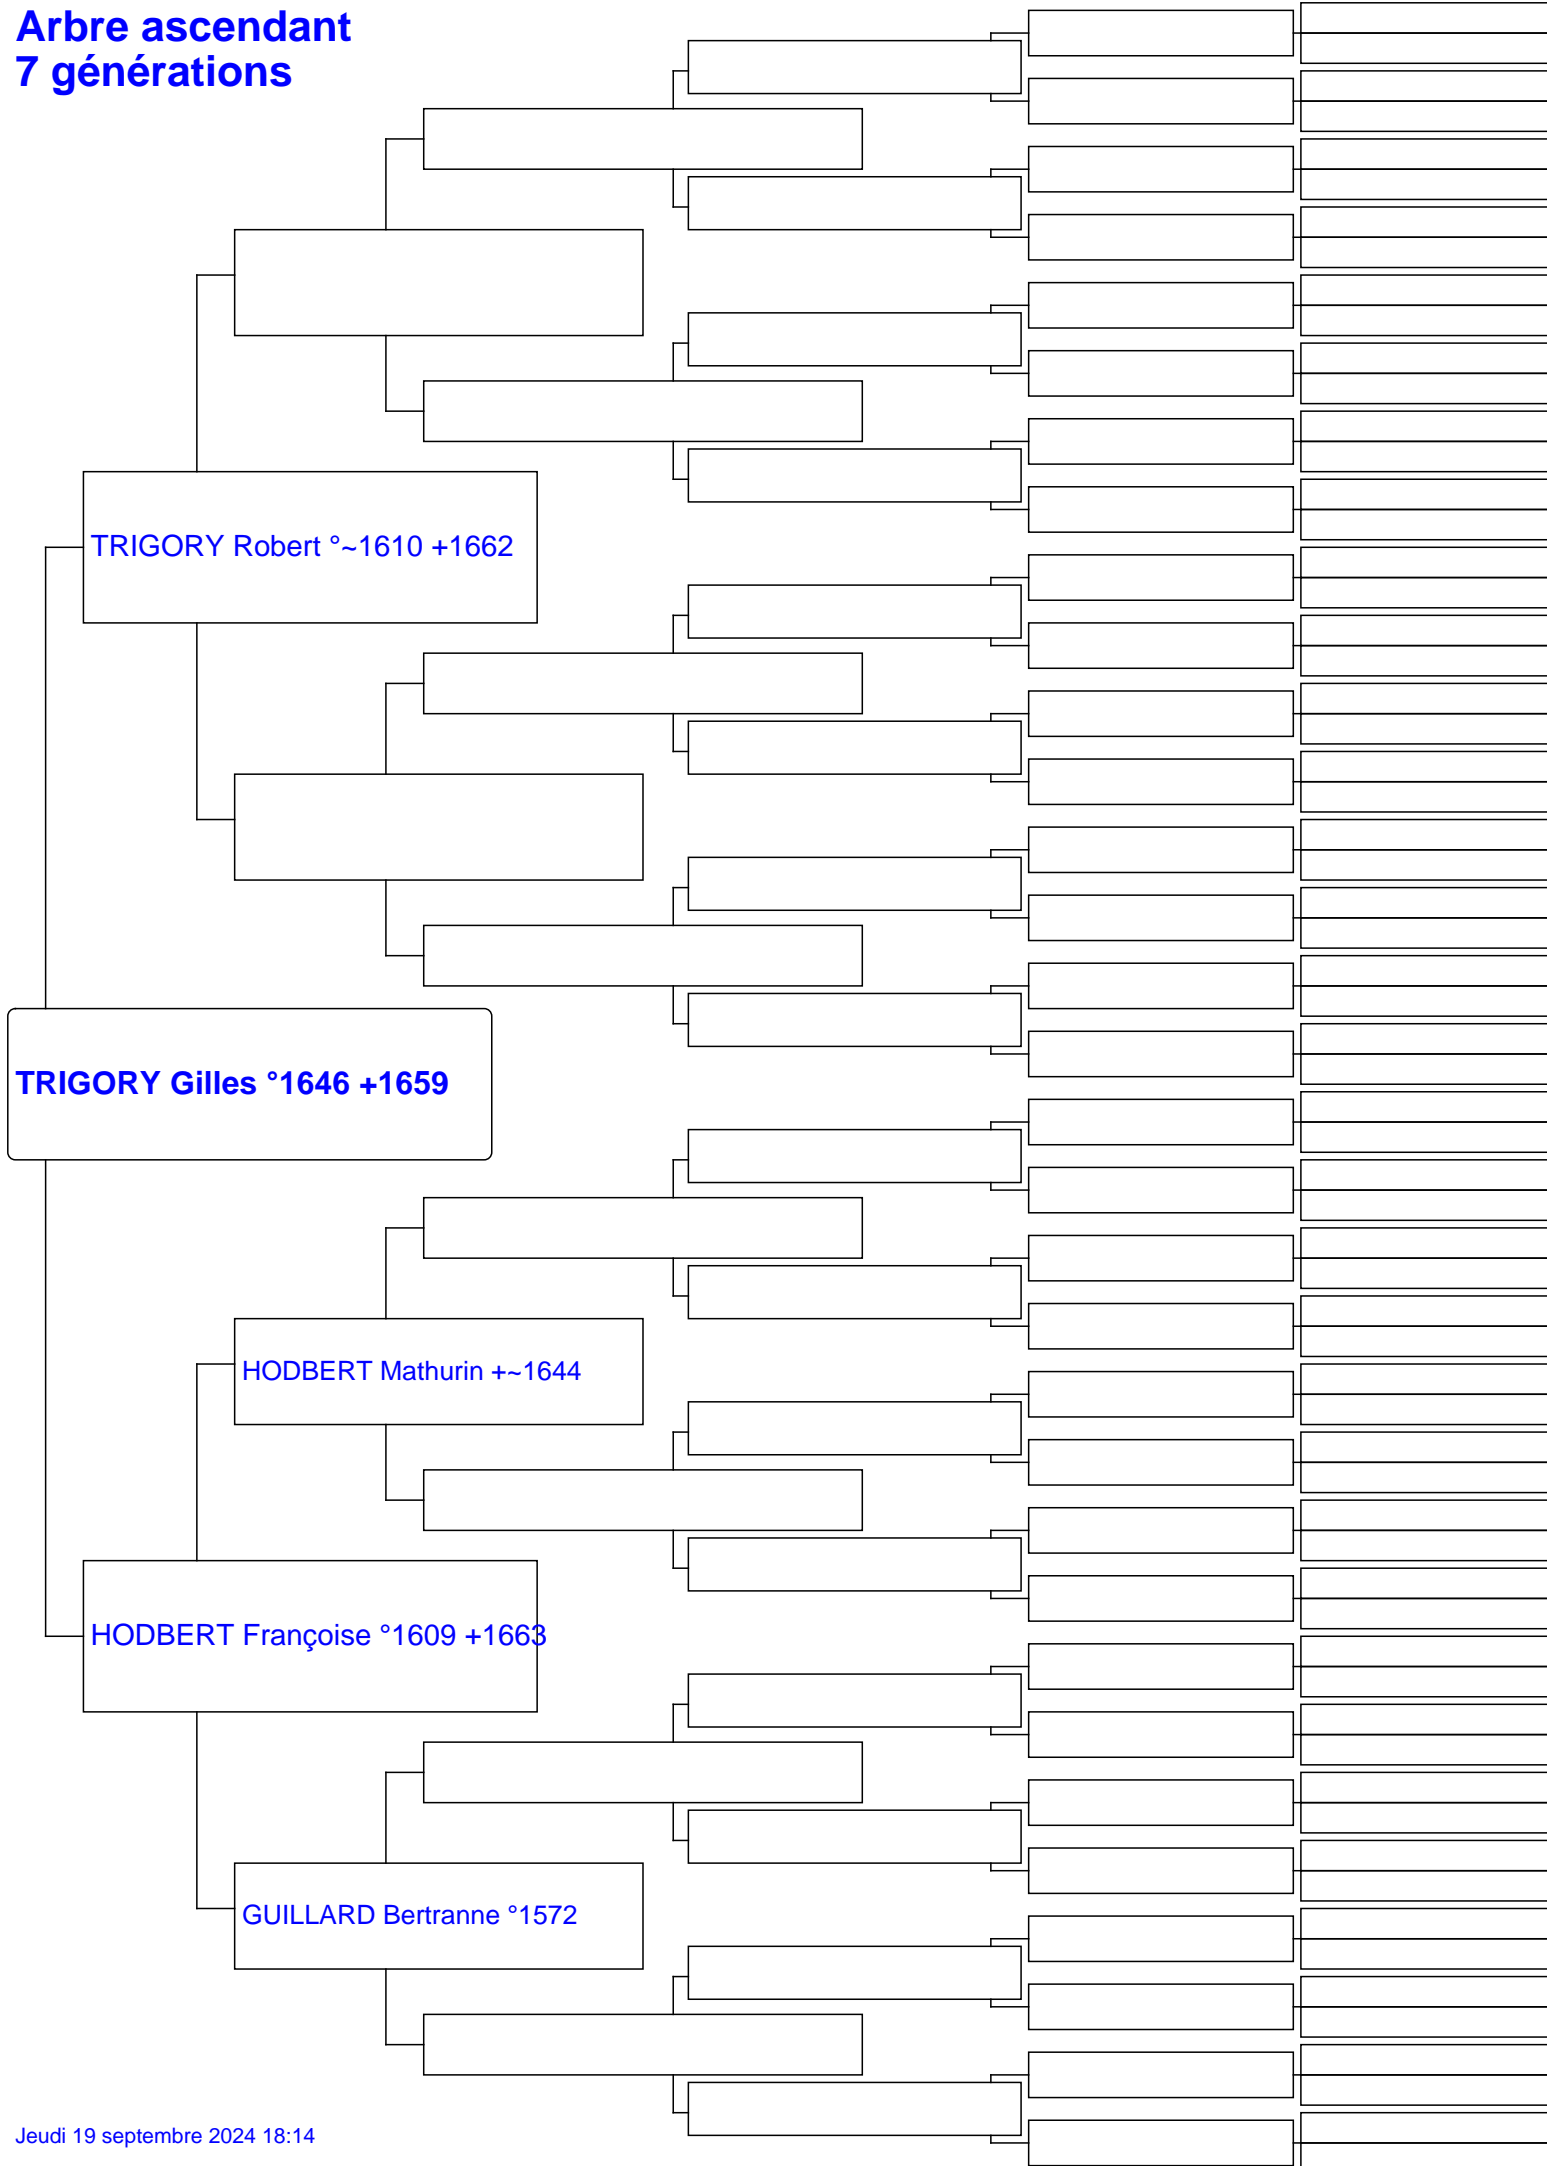 Arbre ascendant
7 générations
TRIGORY Robert °~1610 +1662
TRIGORY Gilles °1646 +1659
HODBERT Mathurin +~1644
HODBERT Françoise °1609 +1663
GUILLARD Bertranne °1572
Jeudi 19 septembre 2024 18:14